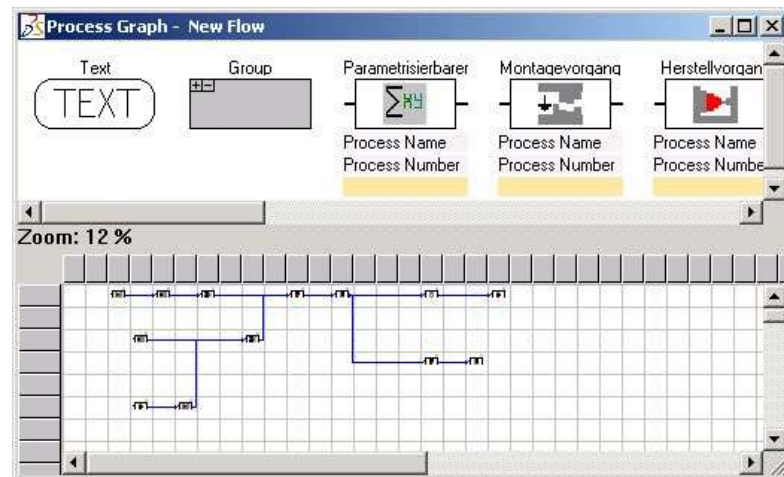 Process Graph - New Flow
Text
Group
Parametrisierbarer
Montagevorgang
Herstellvorgan
TEXT
ΣXY
Process Name
Process Name
Process Name
Process Number
Process Number
Process Numbe
Zoom: 12 %